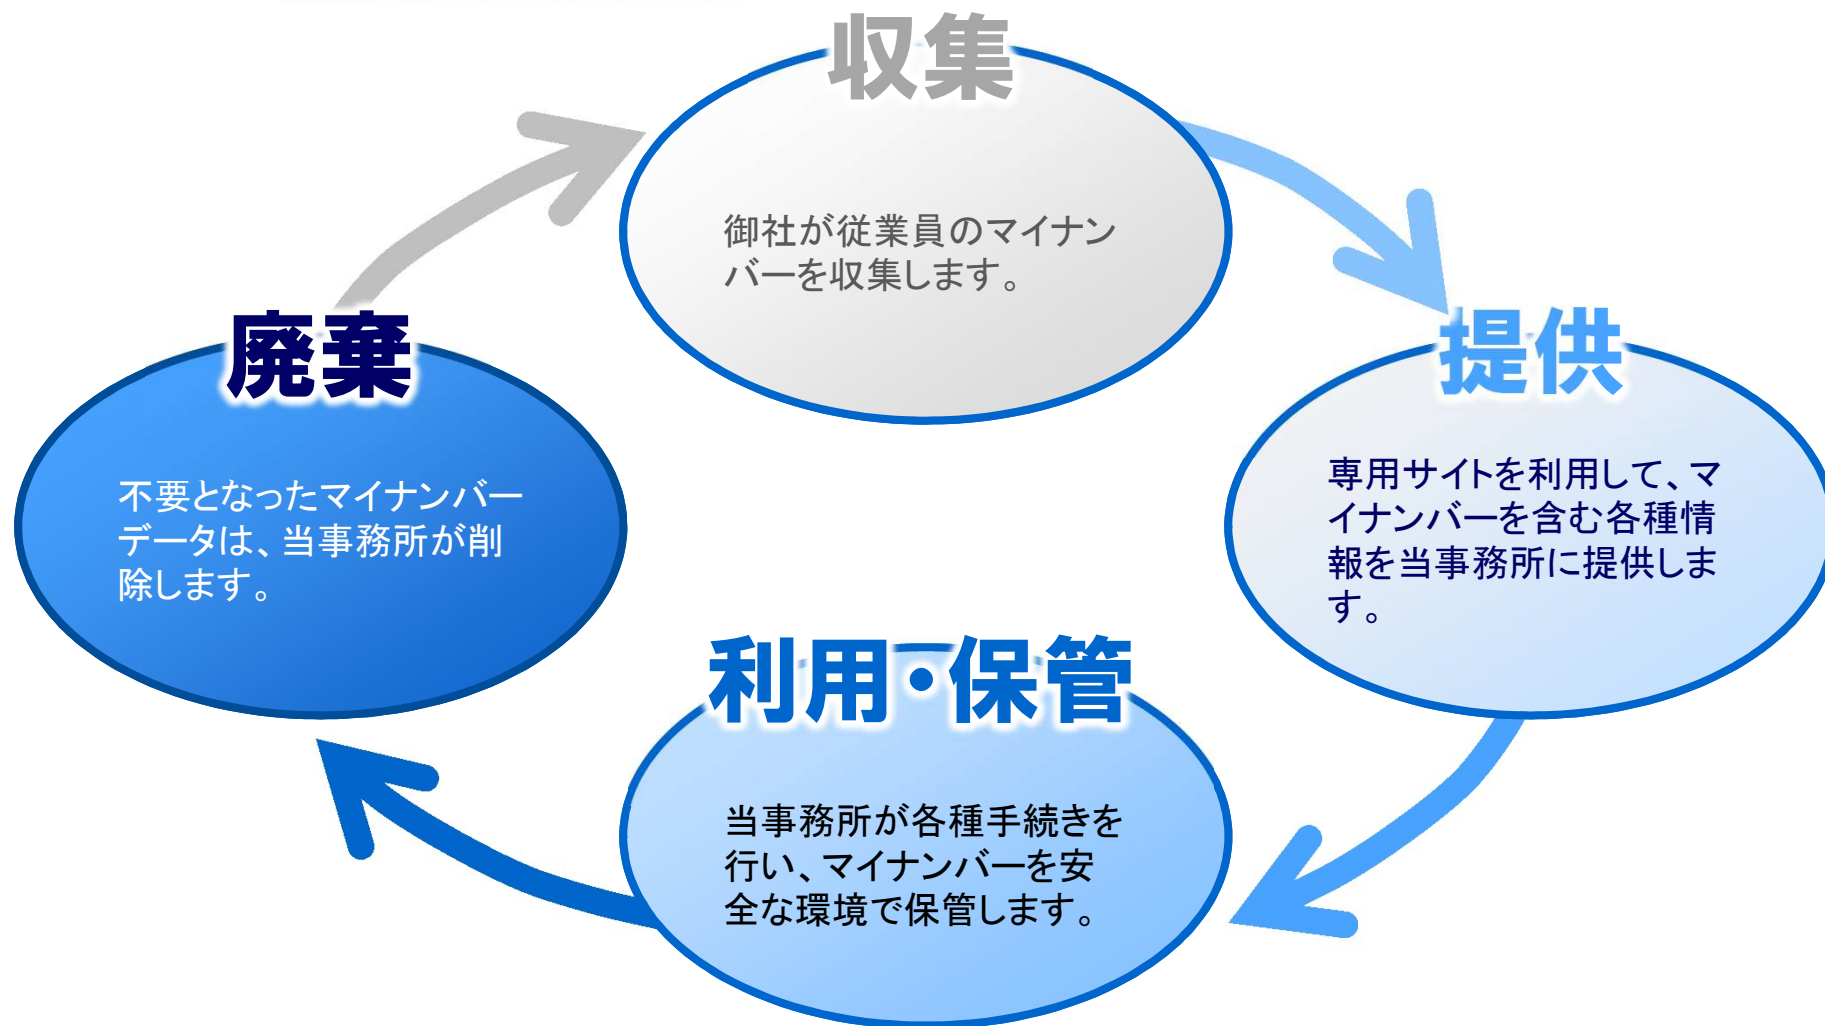 収集
御社が従業員のマイナン
バーを収集します。
提供
専用サイトを利用して、マ
イナンバーを含む各種情
報を当事務所に提供しま
す。
利用・保管
当事務所が各種手続きを
行い、マイナンバーを安
全な環境で保管します。
廃棄
不要となったマイナンバー
データは、当事務所が削
除します。